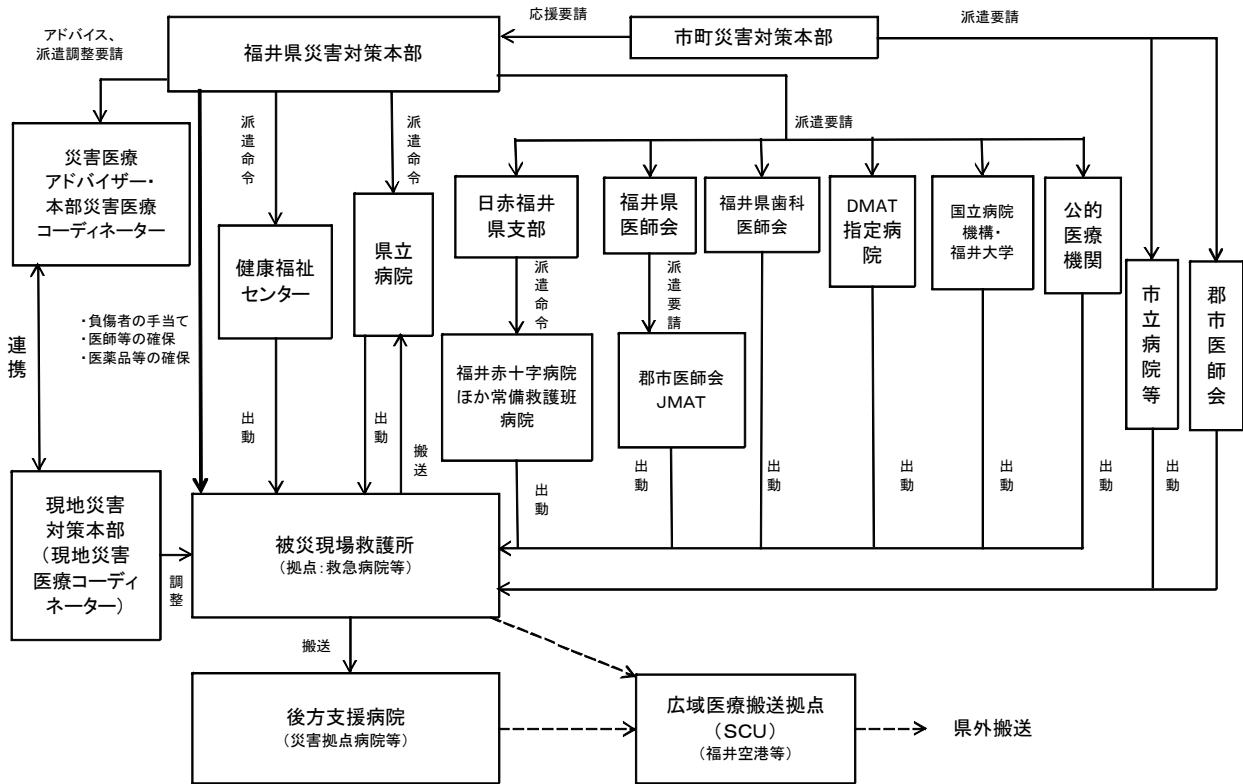 アドバイス、
派遣調整要請
福井県災害対策本部
応援要請
市町災害対策本部
派遣要請
派遣命令
派遣命令
派遣要請
災害医療
アドバイザー・
本部災害医療
コーディネーター
健康福祉
センター
県立
病院
日赤福井
県支部
福井県
医師会
福井県歯科
医師会
DMAT
指定病院
国立病院
機構・
福井大学
公的
医療
機関
市立病院等
郡市医師会
派遣命令
派遣要請
・負傷者の手当て
・医師等の確保
・医薬品等の確保
連携
福井赤十字病院
ほか常備救護班
病院
郡市医師会
JMAT
出動
出動
搬送
出動
出動
出動
出動
出動
出動
出動
出動
現地災害
対策本部
（現地災害
医療コーディ
ネーター）
調整
被災現場救護所
（拠点：救急病院等）
搬送
後方支援病院
（災害拠点病院等）
広域医療搬送拠点
（SCU）
（福井空港等）
県外搬送